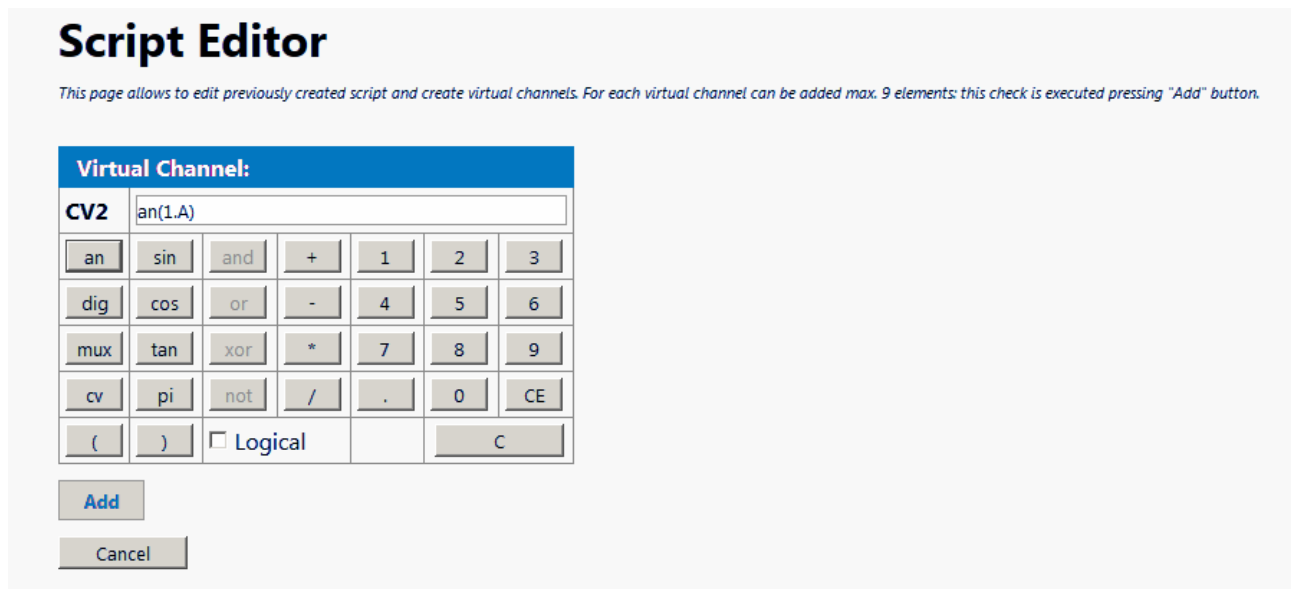 Script Editor
This page allows to edit previously created script and create virtual channels. For each virtual channel can be added max. 9 elements: this check is executed pressing "Add" button.
Virtual Channel:
CV2 an(1.A)
an sin and + 1 2 3
dig cos or - 4 5 6
mux tan xor * 7 8 9
cv pi not / . 0 CE
( ) Logical C
Add
Cancel